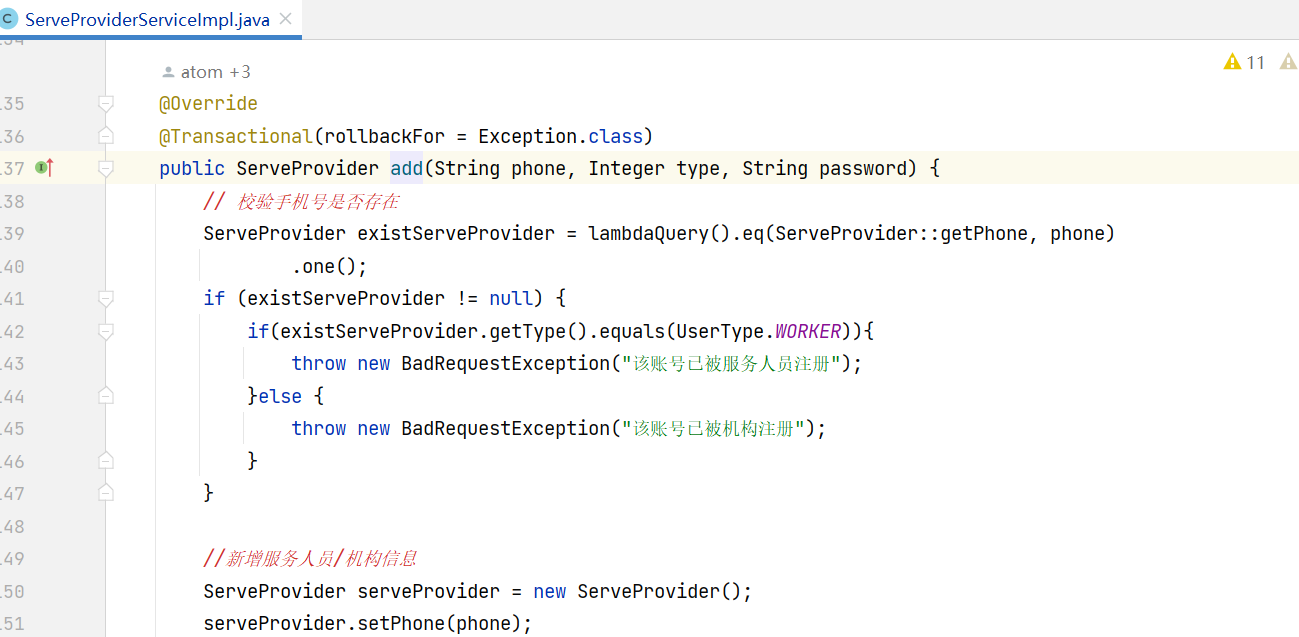 C ServeProviderServiceImpl.java
atom +3
11
35 @Override
36 @Transactional(rollbackFor = Exception.class)
37 public ServeProvider add(String phone, Integer type, String password) {
38 // 校验手机号是否存在
39 ServeProvider existServeProvider = lambdaQuery().eq(ServeProvider::getPhone, phone)
40 .one();
41 if (existServeProvider != null) {
42 if(existServeProvider.getType().equals(UserType.WORKER)){
43 throw new BadRequestException("该账号已被服务人员注册");
44 }else {
45 throw new BadRequestException("该账号已被机构注册");
46 }
47 }
48
49 //新增服务人员/机构信息
50 ServeProvider serveProvider = new ServeProvider();
51 serveProvider.setPhone(phone);